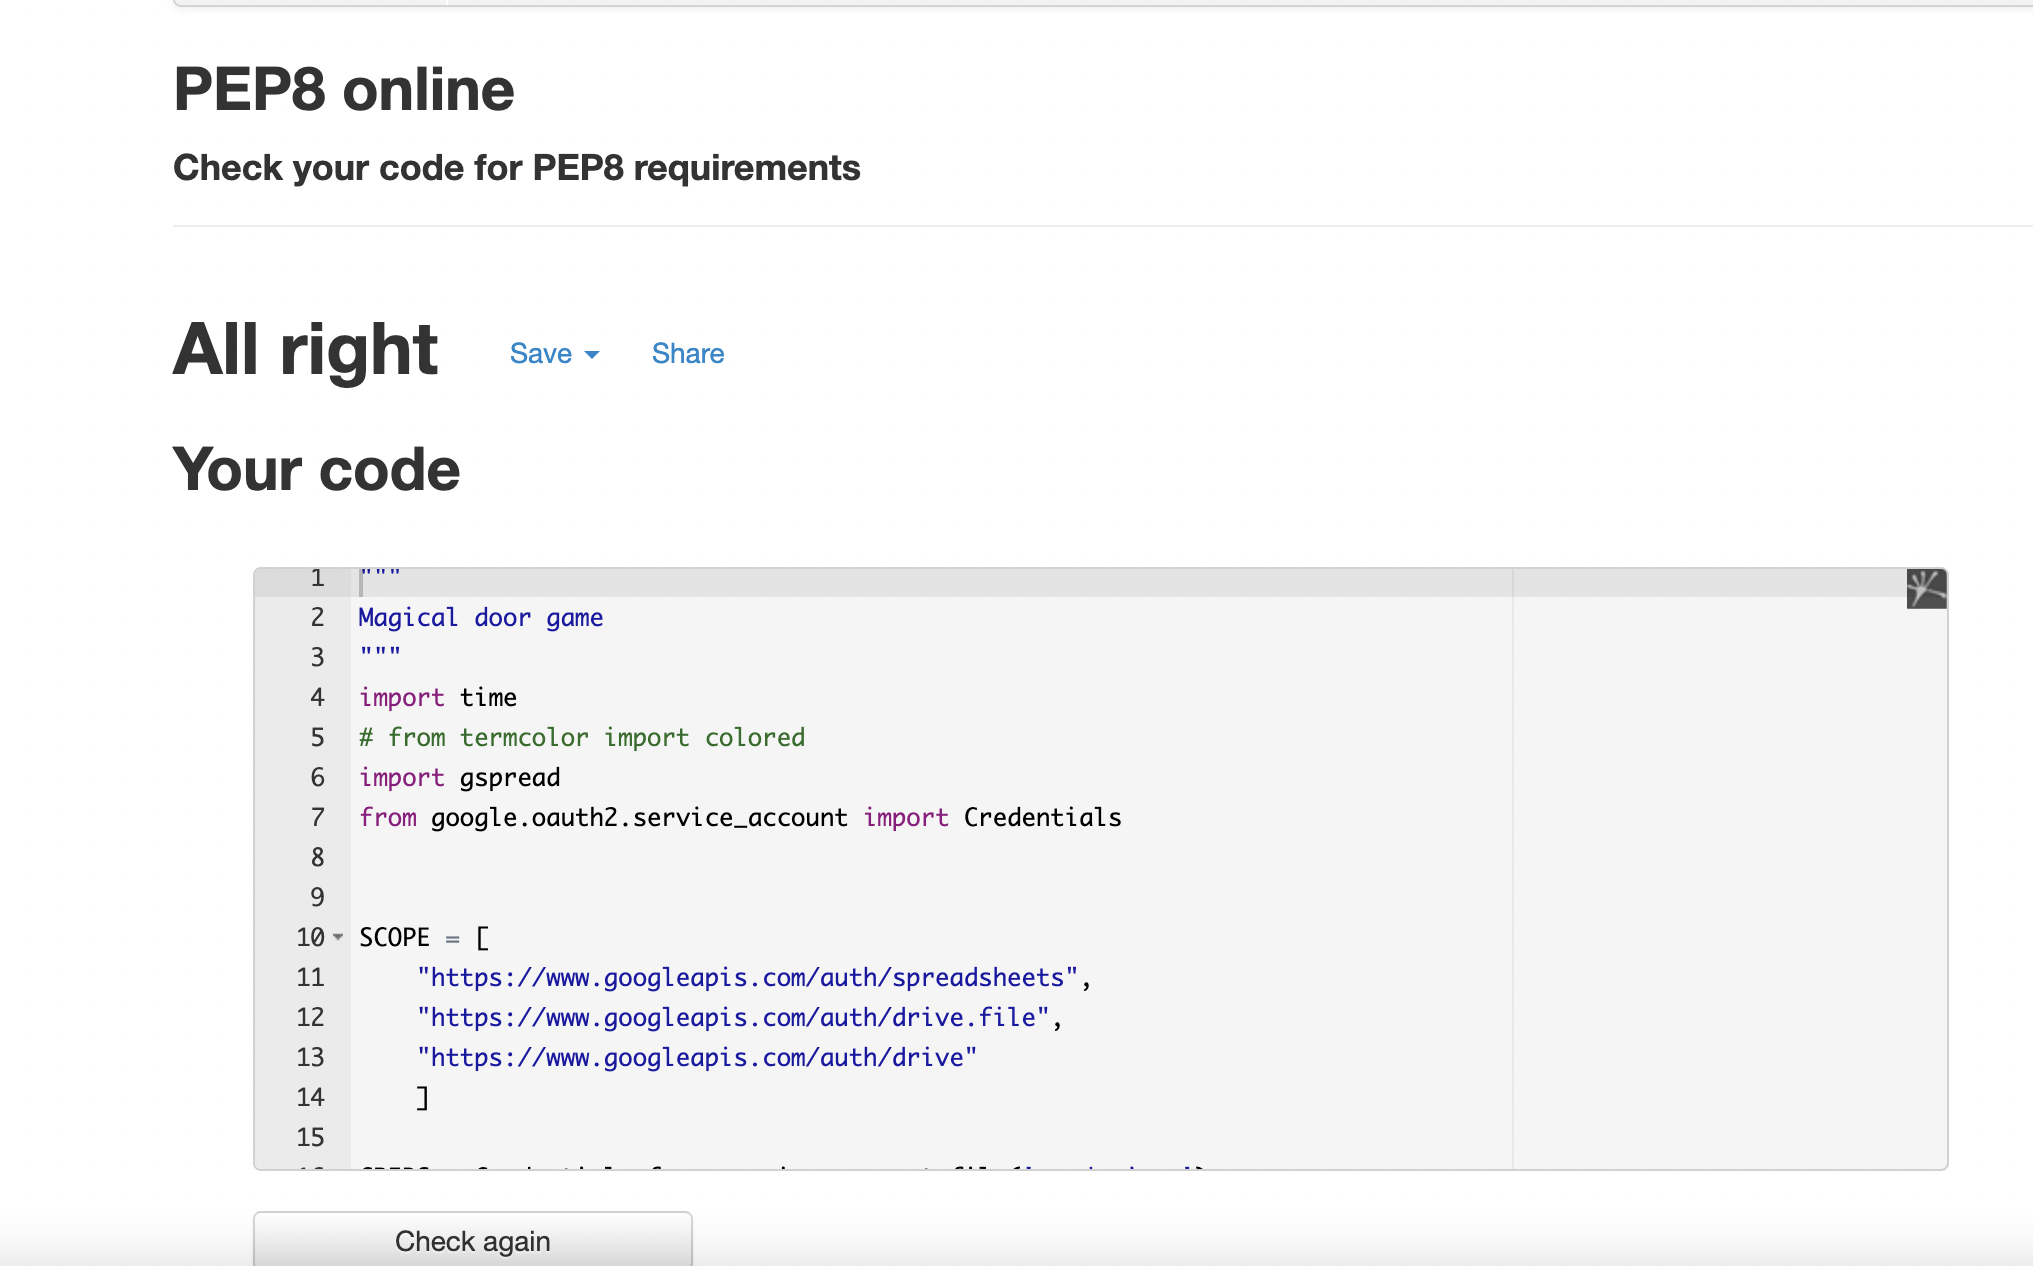 PEP8 online
Check your code for PEP8 requirements
All right Save Share
Your code
1 """
2 Magical door game
3 """
4 import time
5 # from termcolor import colored
6 import gspread
7 from google.oauth2.service_account import Credentials
8
9
10 SCOPE = [
11 "https://www.googleapis.com/auth/spreadsheets",
12 "https://www.googleapis.com/auth/drive.file",
13 "https://www.googleapis.com/auth/drive"
14 ]
15
Check again